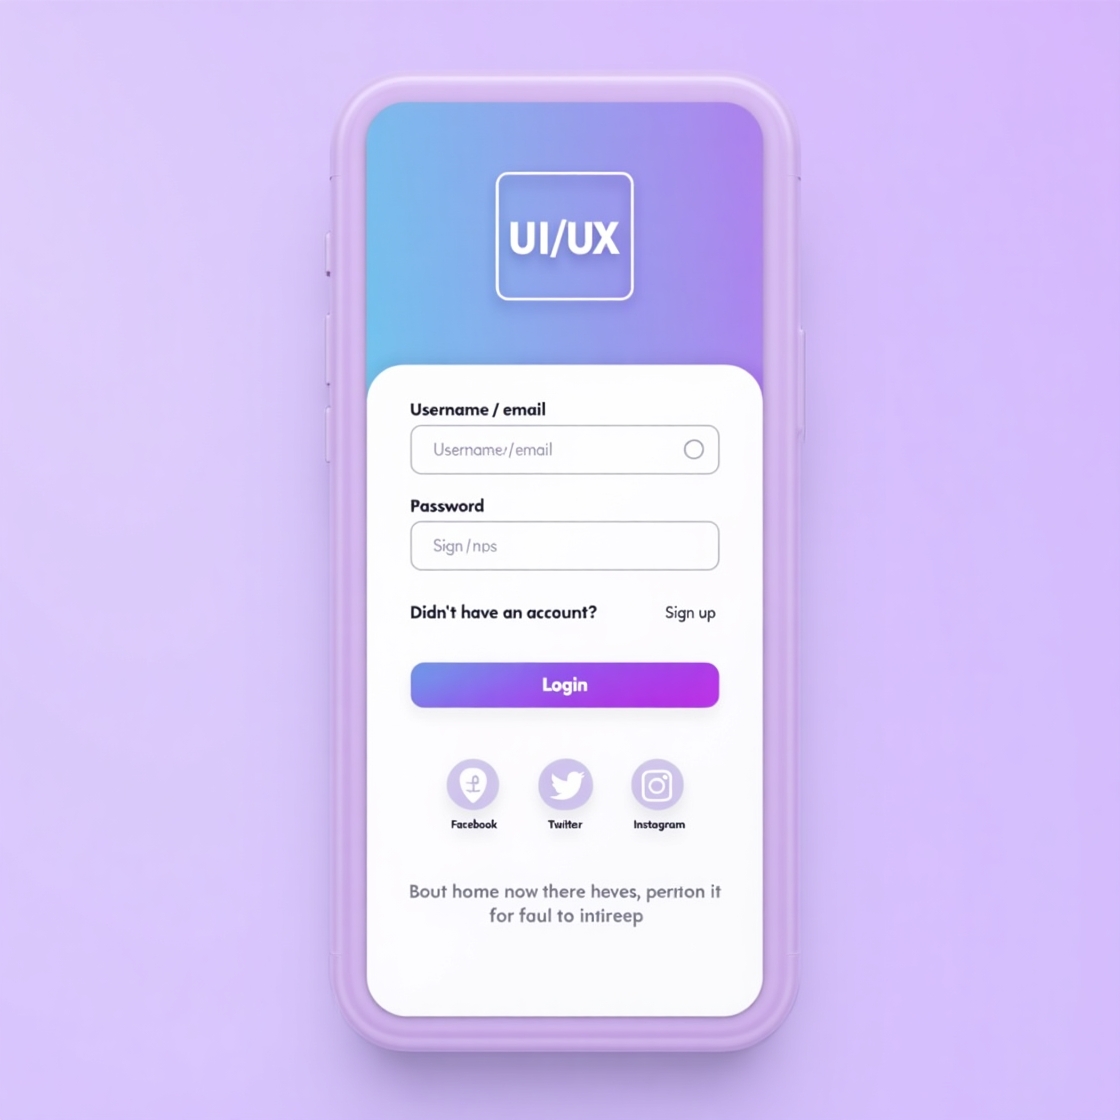 UI/UX
Username / email
Username/email
Password
Sign/nps
Didn't have an account? Sign up
Login
Facebook Twitter Instagram
Bout home now there heves, perrron it
for faul to intireep